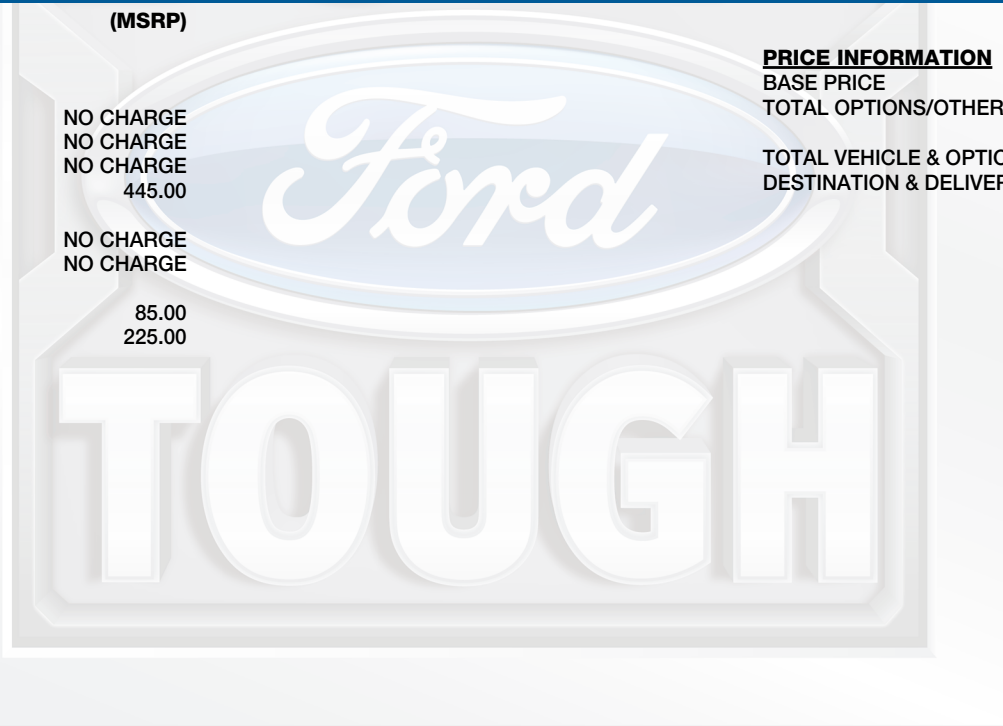 (MSRP)
NO CHARGE
NO CHARGE
NO CHARGE
445.00
NO CHARGE
NO CHARGE
85.00
225.00
PRICE INFORMATION
BASE PRICE
TOTAL OPTIONS/OTHER
TOTAL VEHICLE & OPTIO
DESTINATION & DELIVER
Ford
TOUGH